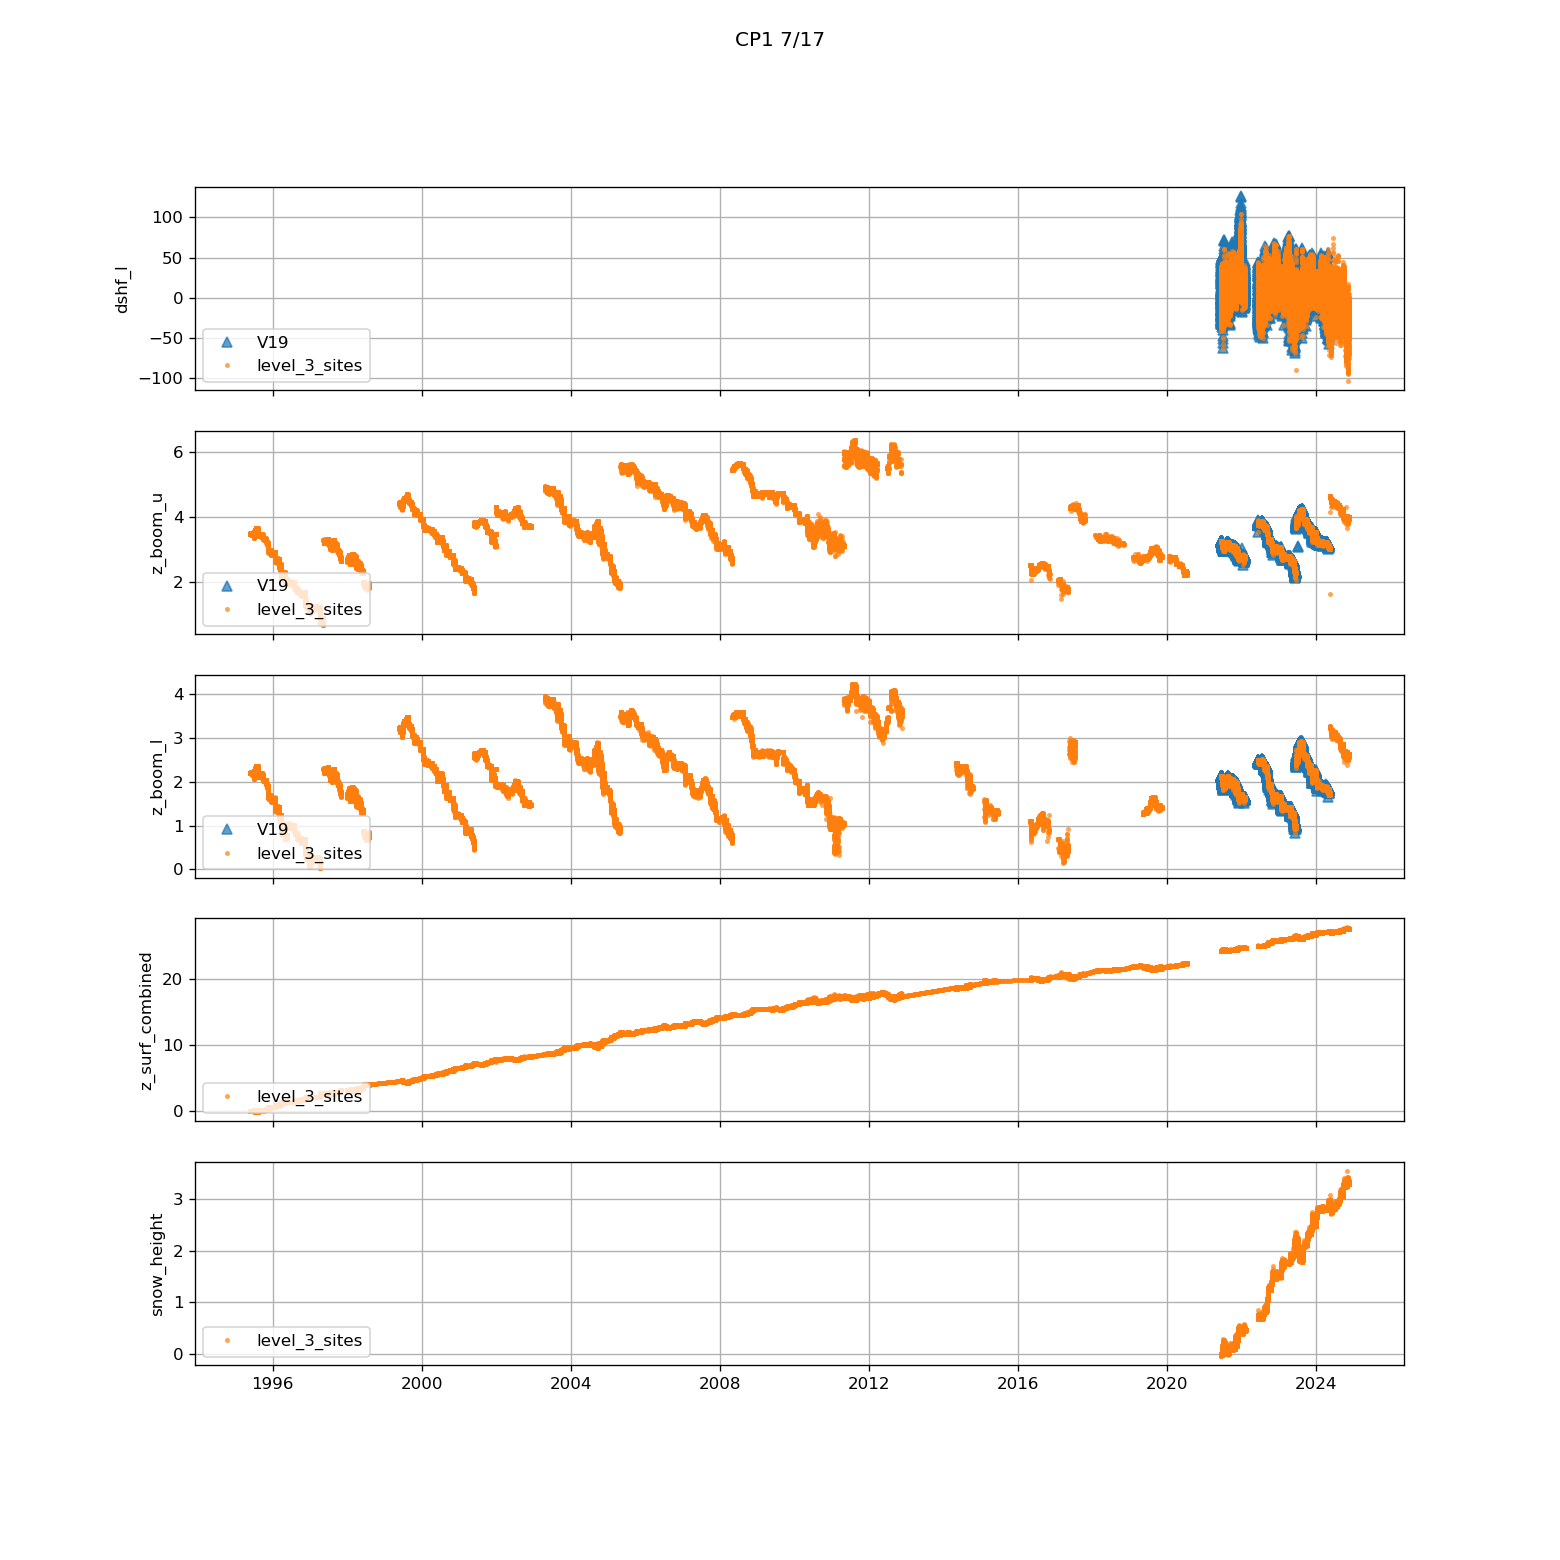 CP1 7/17
100
50
0
−50
−100
dshf_l
V19
level_3_sites
6
4
2
z_boom_u
V19
level_3_sites
4
3
2
1
0
z_boom_l
V19
level_3_sites
20
10
0
z_surf_combined
level_3_sites
3
2
1
0
snow_height
level_3_sites
1996 2000 2004 2008 2012 2016 2020 2024